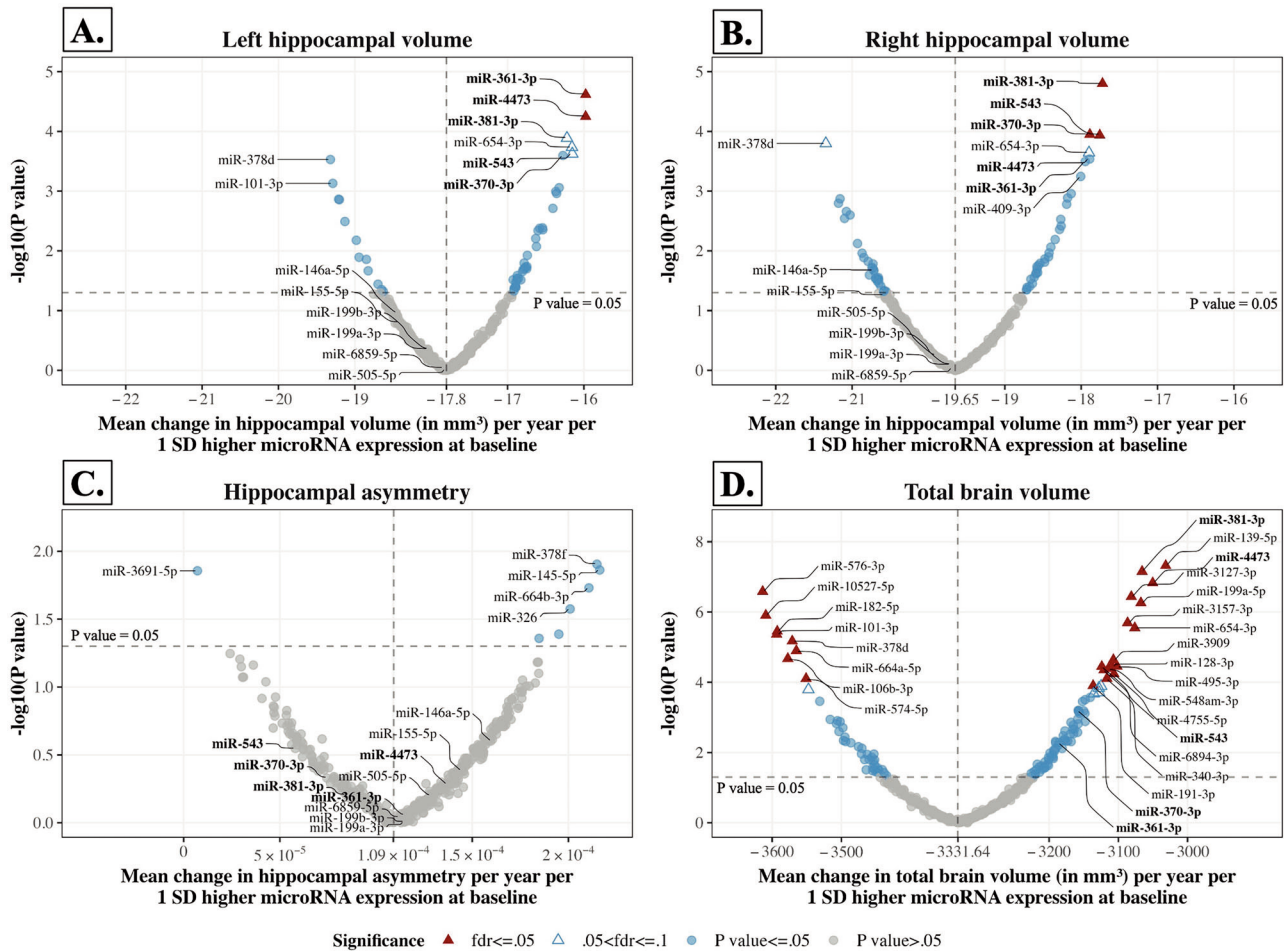 A.
Left hippocampal volume
5
4
3
2
1
0
-log10(P value)
miR-361-3p
miR-4473
miR-381-3p
miR-654-3p
miR-543
miR-370-3p
miR-378d
miR-101-3p
miR-146a-5p
miR-155-5p
miR-199b-3p
miR-199a-3p
miR-6859-5p
miR-505-5p
P value = 0.05
−22
−21
−20
−19
−17.8
−17
−16
Mean change in hippocampal volume (in mm³) per year per
1 SD higher microRNA expression at baseline
B.
Right hippocampal volume
5
4
3
2
1
0
-log10(P value)
miR-381-3p
miR-543
miR-370-3p
miR-654-3p
miR-4473
miR-361-3p
miR-409-3p
miR-378d
miR-146a-5p
miR-155-5p
miR-505-5p
miR-199b-3p
miR-199a-3p
miR-6859-5p
P value = 0.05
−22
−21
−19.65
−19
−18
−17
−16
Mean change in hippocampal volume (in mm³) per year per
1 SD higher microRNA expression at baseline
C.
Hippocampal asymmetry
2.0
1.5
1.0
0.5
0.0
-log10(P value)
miR-3691-5p
miR-378f
miR-145-5p
miR-664b-3p
miR-326
P value = 0.05
miR-146a-5p
miR-155-5p
miR-543
miR-4473
miR-370-3p
miR-505-5p
miR-381-3p
miR-361-3p
miR-6859-5p
miR-199b-3p
miR-199a-3p
0
5 × 10⁻⁵
1.09 × 10⁻⁴
1.5 × 10⁻⁴
2 × 10⁻⁴
Mean change in hippocampal asymmetry per year per
1 SD higher microRNA expression at baseline
D.
Total brain volume
8
6
4
2
0
-log10(P value)
miR-576-3p
miR-10527-5p
miR-182-5p
miR-101-3p
miR-378d
miR-664a-5p
miR-106b-3p
miR-574-5p
miR-381-3p
miR-139-5p
miR-4473
miR-3127-3p
miR-199a-5p
miR-3157-3p
miR-654-3p
miR-3909
miR-128-3p
miR-495-3p
miR-548am-3p
miR-4755-5p
miR-543
miR-6894-3p
miR-340-3p
miR-191-3p
miR-370-3p
miR-361-3p
P value = 0.05
−3600
−3500
−3331.64
−3200
−3100
−3000
Mean change in total brain volume (in mm³) per year per
1 SD higher microRNA expression at baseline
Significance fdr<=.05 .05<fdr<=.1 P value<=.05 P value>.05